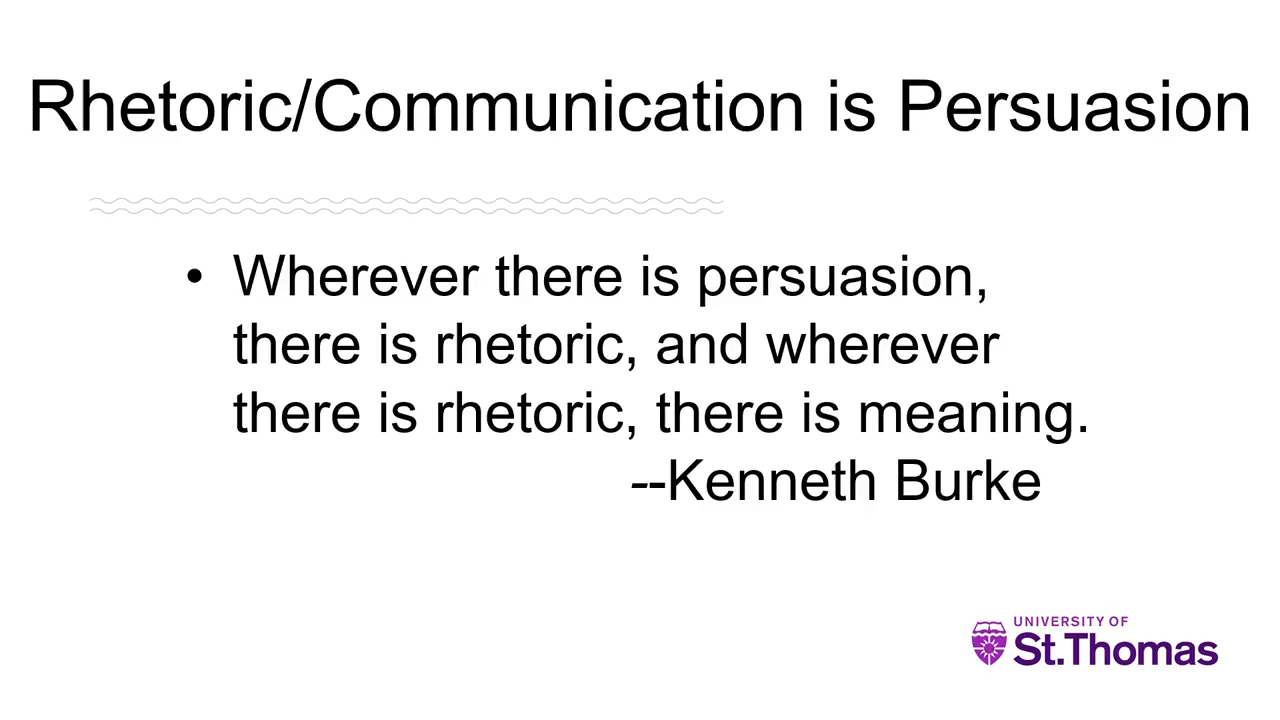 Rhetoric/Communication is Persuasion
• Wherever there is persuasion,
there is rhetoric, and wherever
there is rhetoric, there is meaning.
--Kenneth Burke
UNIVERSITY OF
St.Thomas